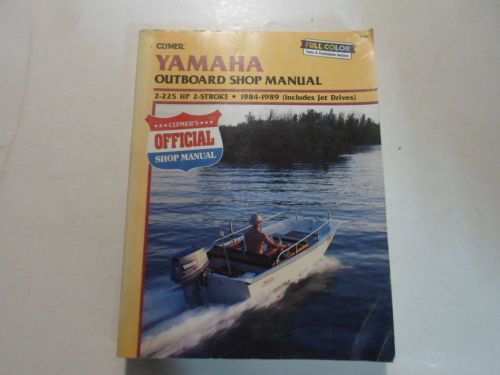 CLYMER
FULL COLOR
YAMAHA
OUTBOARD SHOP MANUAL
2-225 HP 2-STROKE • 1984-1989 (includes Jet Drives)
CLYMER'S
OFFICIAL
SHOP MANUAL
YAMAHA